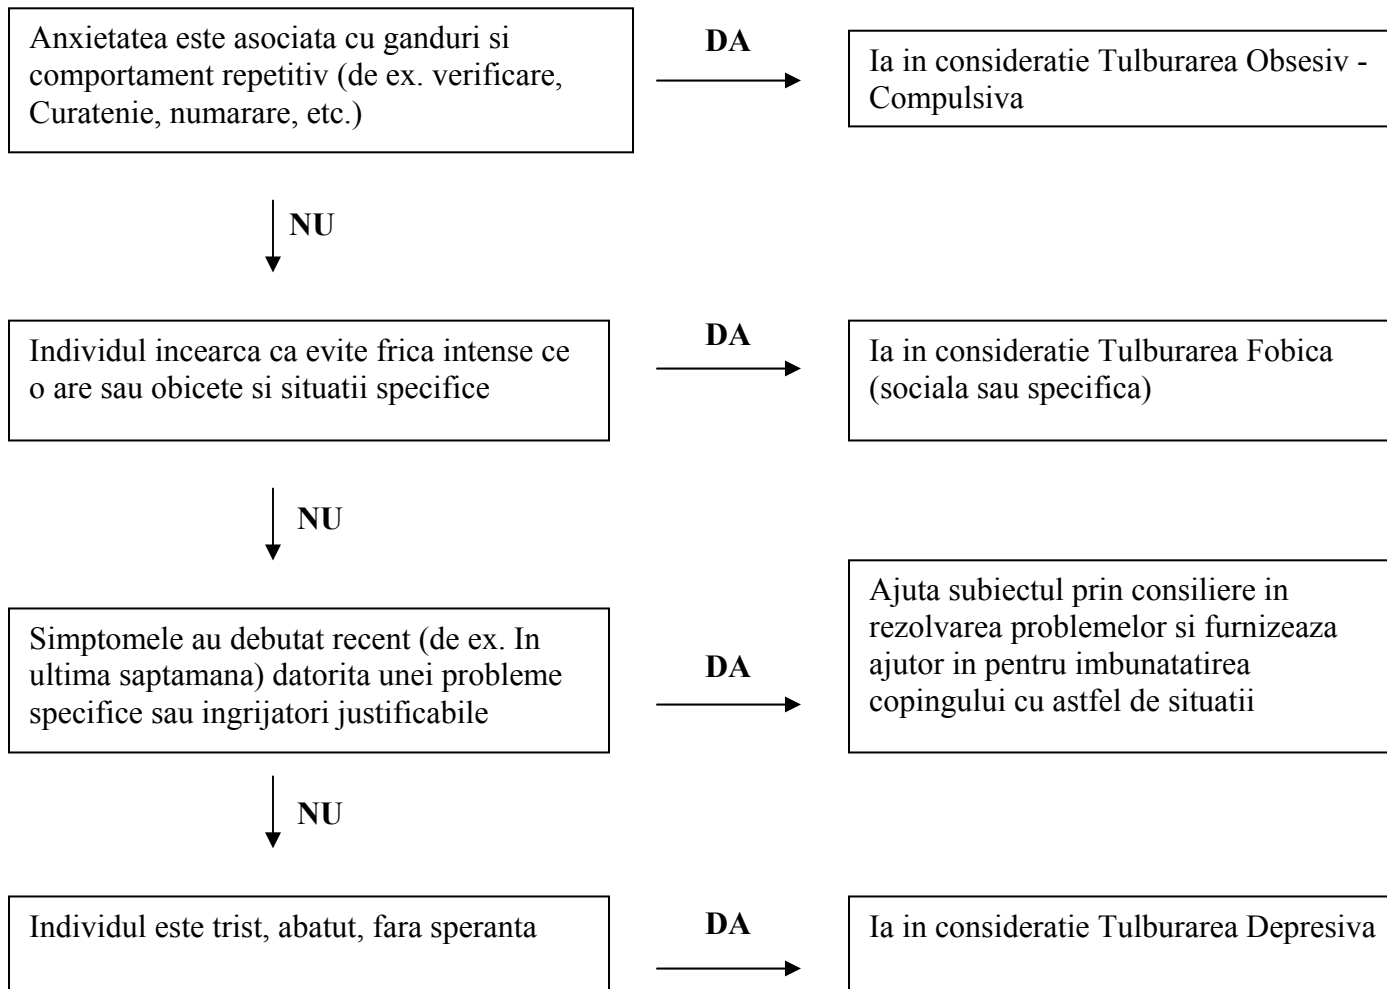 Anxietatea este asociata cu ganduri si
comportament repetitiv (de ex. verificare,
Curatenie, numarare, etc.)
DA
Ia in consideratie Tulburarea Obsesiv -
Compulsiva
NU
Individul incearca ca evite frica intense ce
o are sau obicete si situatii specifice
DA
Ia in consideratie Tulburarea Fobica
(sociala sau specifica)
NU
Simptomele au debutat recent (de ex. In
ultima saptamana) datorita unei probleme
specifice sau ingrijatori justificabile
DA
Ajuta subiectul prin consiliere in
rezolvarea problemelor si furnizeaza
ajutor in pentru imbunatatirea
copingului cu astfel de situatii
NU
Individul este trist, abatut, fara speranta
DA
Ia in consideratie Tulburarea Depresiva